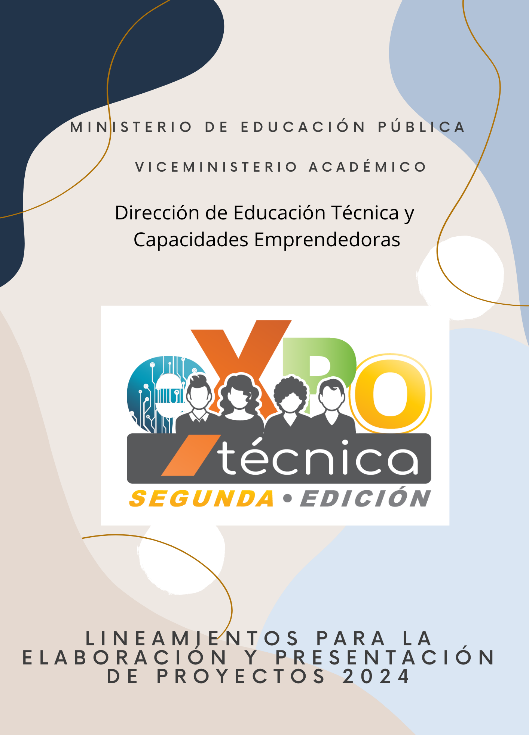 MINISTERIO DE EDUCACIÓN PÚBLICA
VICEMINISTERIO ACADÉMICO
Dirección de Educación Técnica y
Capacidades Emprendedoras
eXPO
técnica
SEGUNDA • EDICIÓN
LINEAMIENTOS PARA LA
ELABORACIÓN Y PRESENTACIÓN
DE PROYECTOS 2024